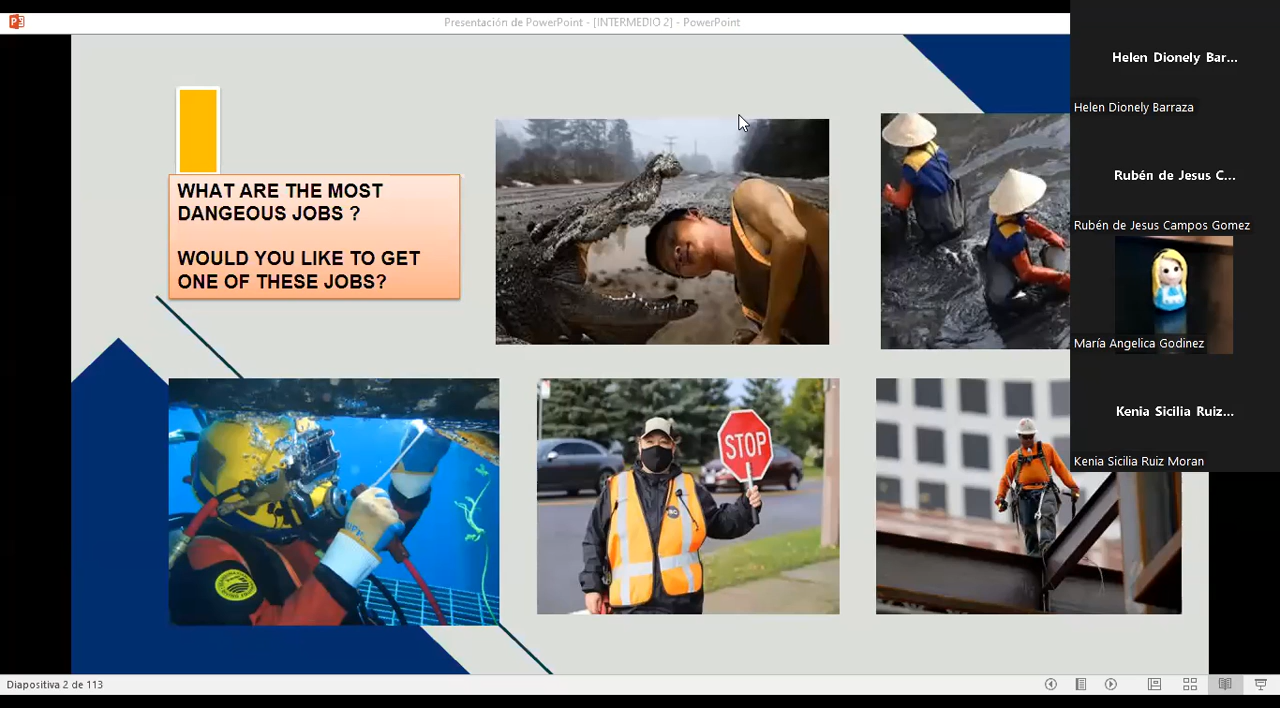 Presentación de PowerPoint - [INTERMEDIO 2] - PowerPoint
WHAT ARE THE MOST
DANGEOUS JOBS ?
WOULD YOU LIKE TO GET
ONE OF THESE JOBS?
STOP
Helen Dionely Bar...
Helen Dionely Barraza
Rubén de Jesus C...
Rubén de Jesus Campos Gomez
María Angelica Godinez
Kenia Sicilia Ruiz...
Kenia Sicilia Ruiz Moran
Diapositiva 2 de 113